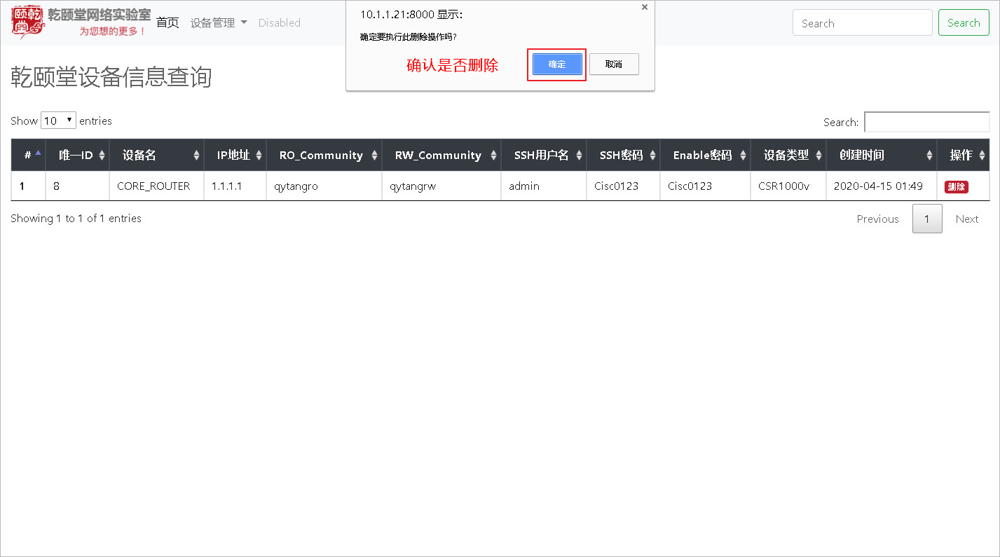 颐乾堂
乾颐堂网络实验室
为您想的更多！
首页 设备管理 Disabled
Search Search
10.1.1.21:8000 显示:
×
确定要执行此删除操作吗?
确认是否删除
确定 取消
乾颐堂设备信息查询
Show 10 entries
Search:
# 唯一ID 设备名 IP地址 RO_Community RW_Community SSH用户名 SSH密码 Enable密码 设备类型 创建时间 操作
1 8 CORE_ROUTER 1.1.1.1 qytangro qytangrw admin Cisc0123 Cisc0123 CSR1000v 2020-04-15 01:49 删除
Showing 1 to 1 of 1 entries
Previous 1 Next